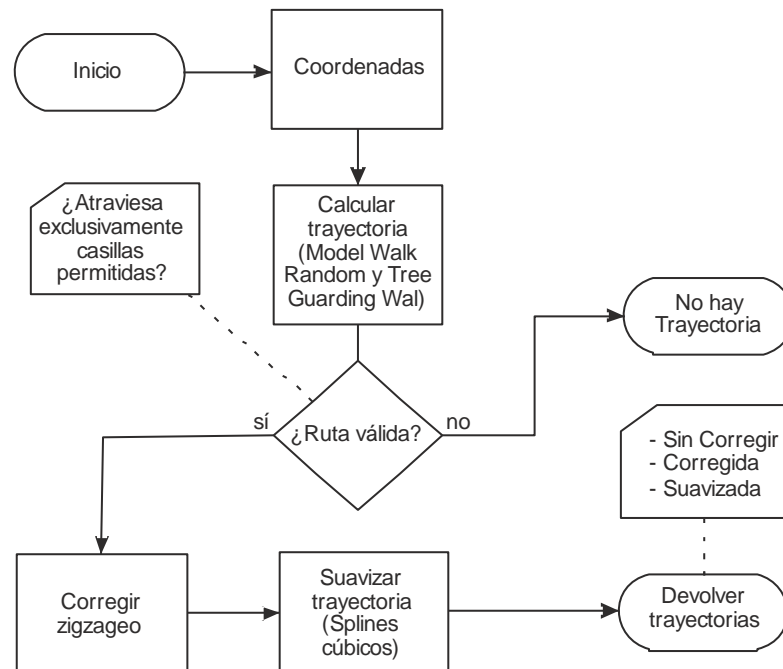 Inicio
Coordenadas
¿Atraviesa
exclusivamente
casillas
permitidas?
Calcular
trayectoria
(Model Walk
Random y Tree
Guarding Wal)
No hay
Trayectoria
sí
¿Ruta válida?
no
- Sin Corregir
- Corregida
- Suavizada
Corregir
zigzageo
Suavizar
trayectoria
(Splines
cúbicos)
Devolver
trayectorias